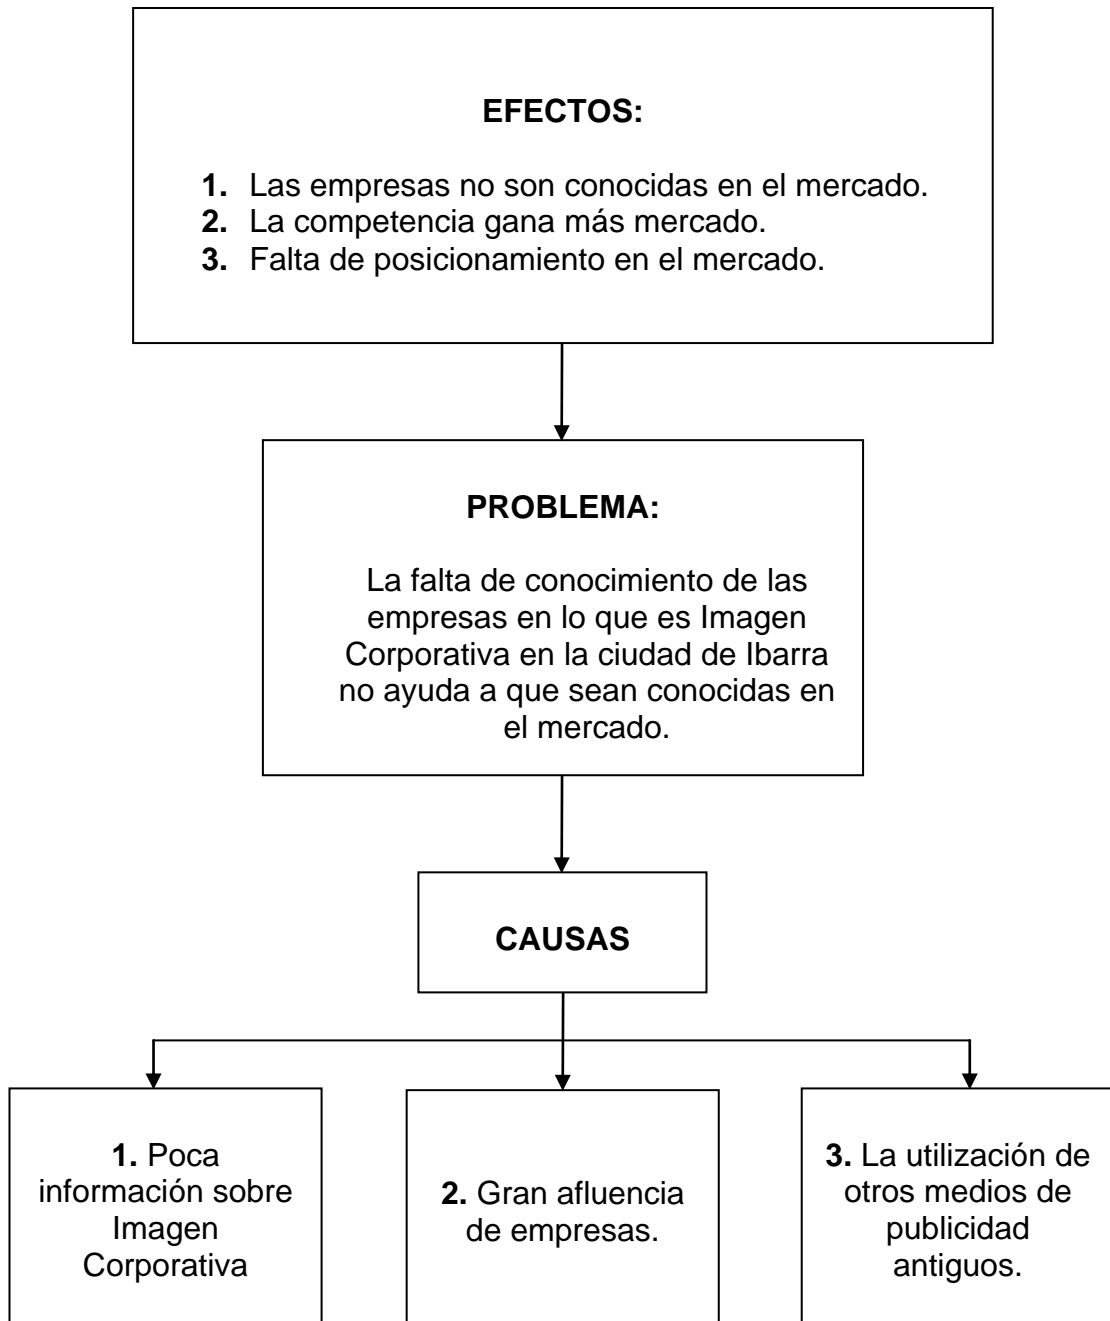 EFECTOS:
1. Las empresas no son conocidas en el mercado.
2. La competencia gana más mercado.
3. Falta de posicionamiento en el mercado.
PROBLEMA:
La falta de conocimiento de las
empresas en lo que es Imagen
Corporativa en la ciudad de Ibarra
no ayuda a que sean conocidas en
el mercado.
CAUSAS
1. Poca
información sobre
Imagen
Corporativa
2. Gran afluencia
de empresas.
3. La utilización de
otros medios de
publicidad
antiguos.